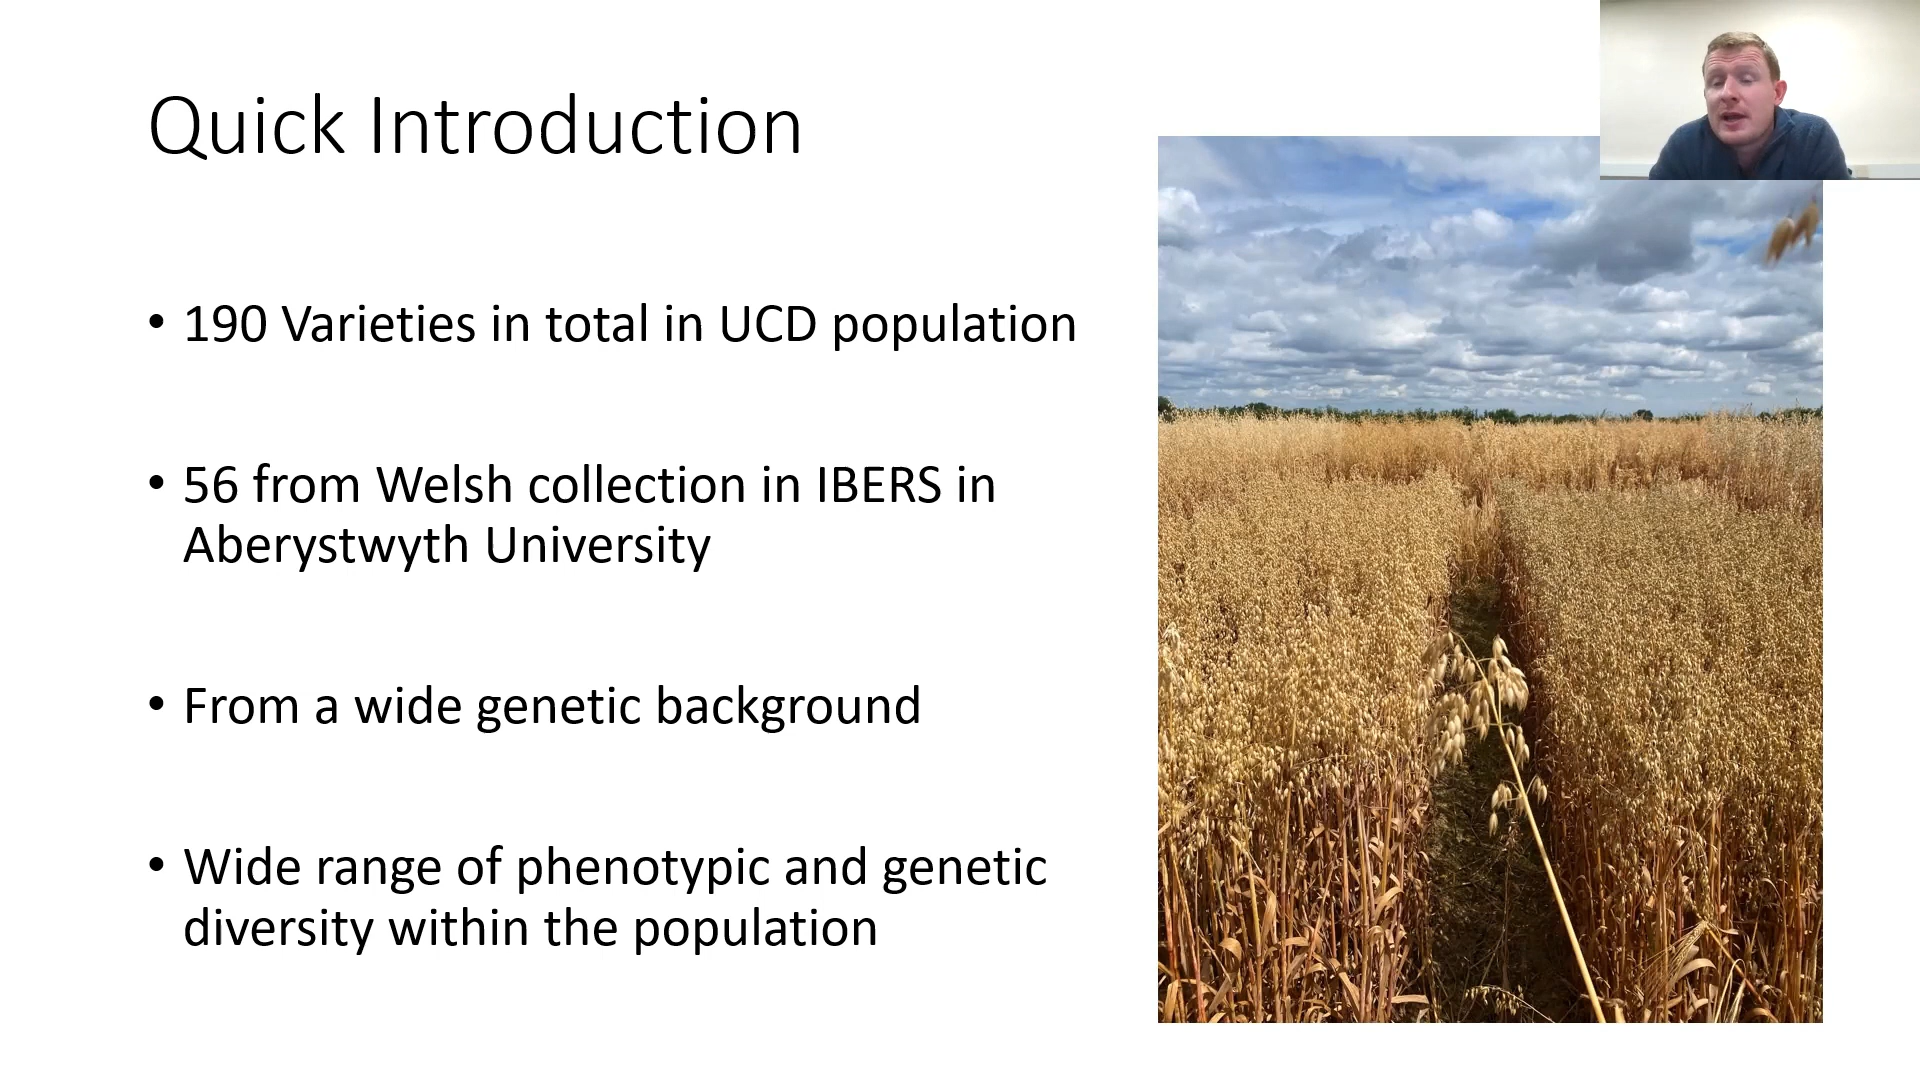 Quick Introduction
• 190 Varieties in total in UCD population
• 56 from Welsh collection in IBERS in
Aberystwyth University
• From a wide genetic background
• Wide range of phenotypic and genetic
diversity within the population